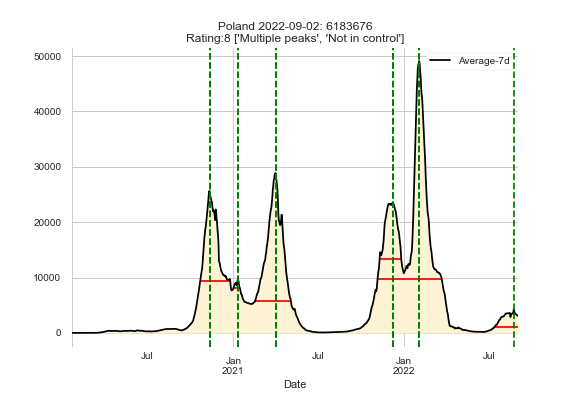 Poland 2022-09-02: 6183676
Rating:8 ['Multiple peaks', 'Not in control']
Average-7d
50000
40000
30000
20000
10000
0
Jul
Jan
2021
Jul
Jan
2022
Jul
Date